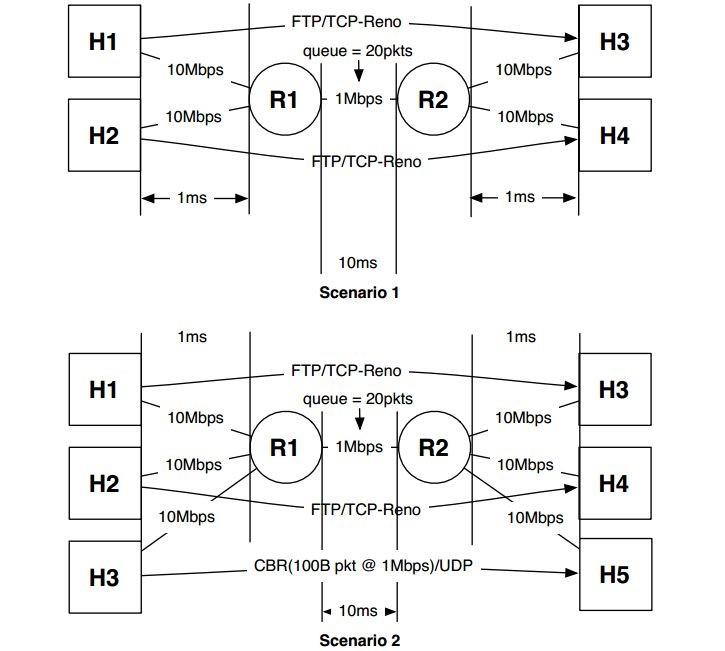 H1
FTP/TCP-Reno
H3
queue = 20pkts
10Mbps
10Mbps
R1
1Mbps
R2
10Mbps
10Mbps
H2
H4
FTP/TCP-Reno
1ms
1ms
10ms
Scenario 1
1ms
1ms
H1
FTP/TCP-Reno
H3
queue = 20pkts
10Mbps
10Mbps
R1
1Mbps
R2
10Mbps
10Mbps
H2
H4
FTP/TCP-Reno
10Mbps
10Mbps
H3
CBR(100B pkt @ 1Mbps)/UDP
H5
10ms
Scenario 2